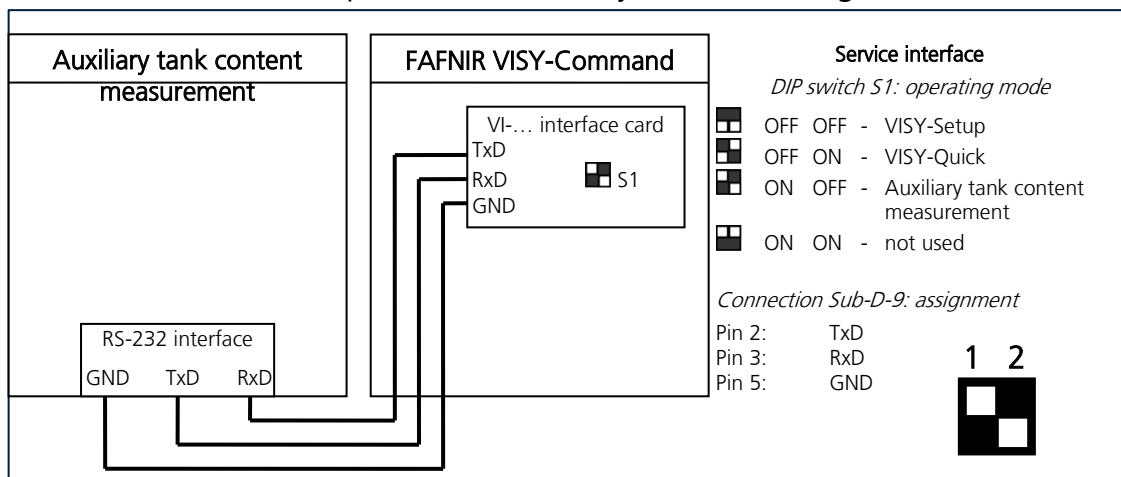 Auxiliary tank content
measurement
FAFNIR VISY-Command
VI-... interface card
TxD
RxD
S1
GND
RS-232 interface
GND TxD RxD
Service interface
DIP switch S1: operating mode
OFF OFF - VISY-Setup
OFF ON - VISY-Quick
ON OFF - Auxiliary tank content
measurement
ON ON - not used
Connection Sub-D-9: assignment
Pin 2: TxD
Pin 3: RxD
Pin 5: GND
1 2